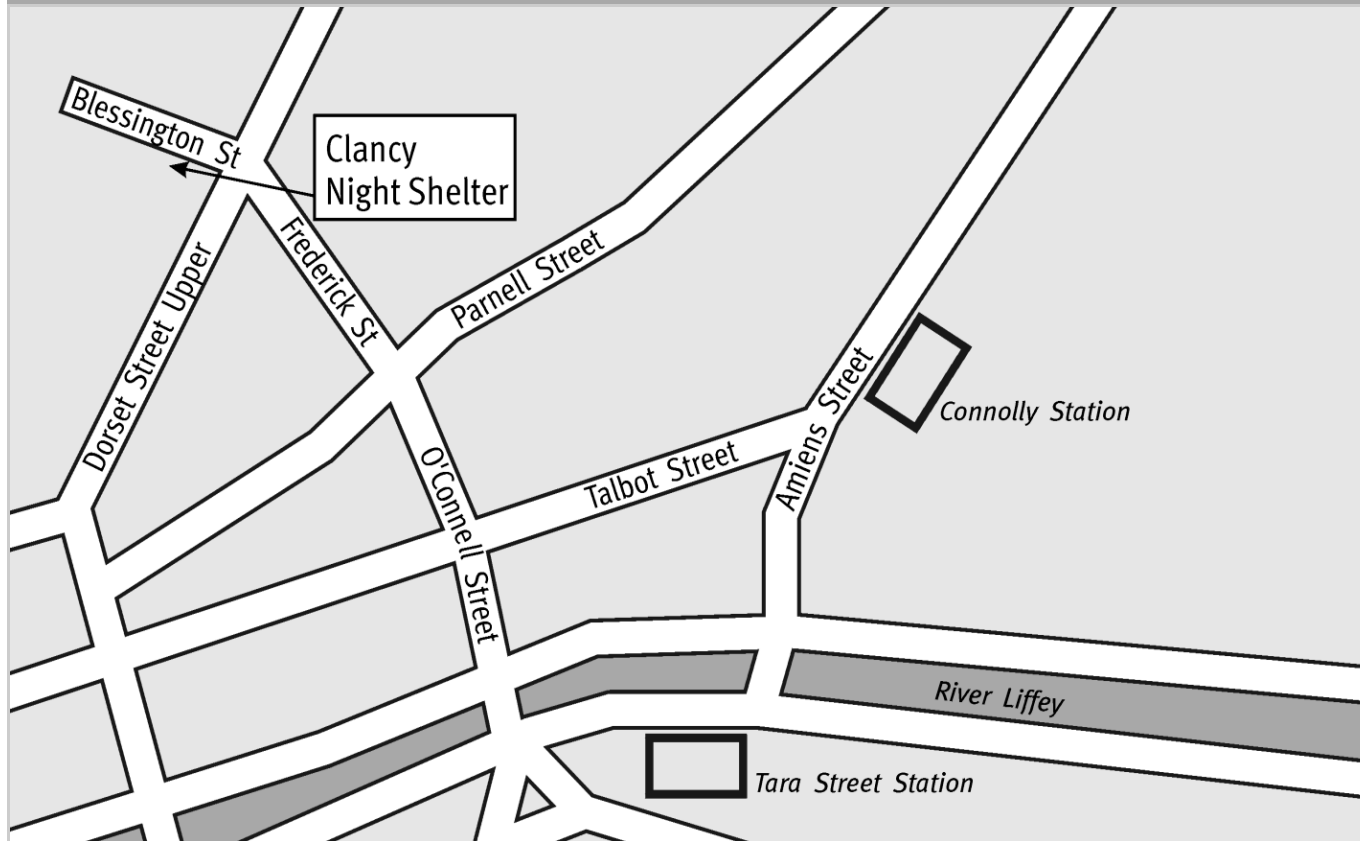 Blessington St
Clancy
Night Shelter
Frederick St
Parnell Street
Dorset Street Upper
Amiens Street
Connolly Station
O'Connell Street
Talbot Street
River Liffey
Tara Street Station